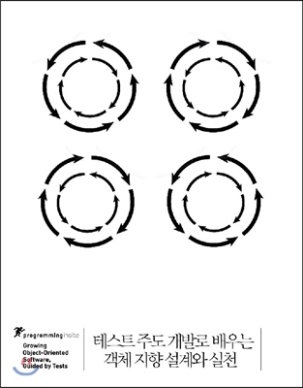 programming insite
Growing
Object-Oriented
Software,
Guided by Tests
테스트 주도 개발로 배우는
객체 지향 설계와 실천